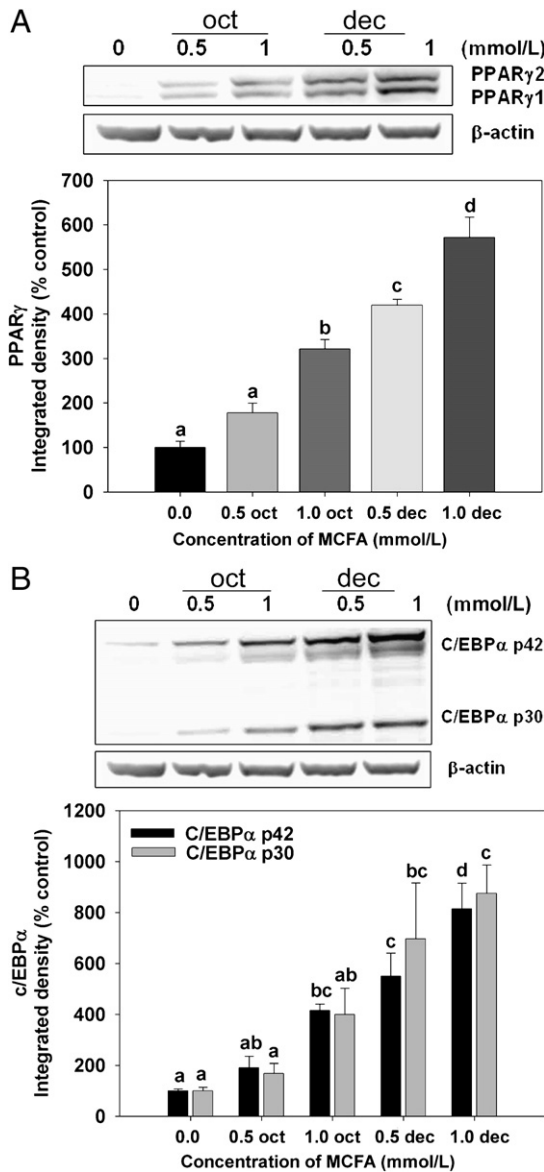 A
oct dec
0 0.5 1 0.5 1 (mmol/L)
PPARγ2
PPARγ1
β-actin
700
600
500
400
300
200
100
0
PPARγ
Integrated density (% control)
a a b c d
0.0 0.5 oct 1.0 oct 0.5 dec 1.0 dec
Concentration of MCFA (mmol/L)
B
oct dec
0 0.5 1 0.5 1 (mmol/L)
C/EBPα p42
C/EBPα p30
β-actin
1200
1000
800
600
400
200
0
c/EBPα
Integrated density (% control)
C/EBPα p42
C/EBPα p30
a a ab a bc ab c bc d c
0.0 0.5 oct 1.0 oct 0.5 dec 1.0 dec
Concentration of MCFA (mmol/L)